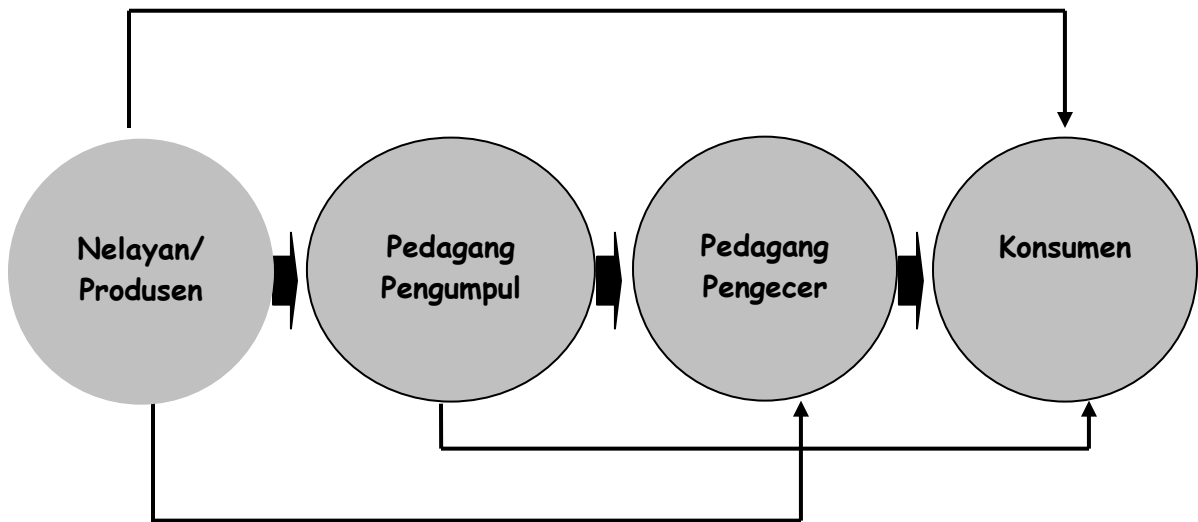 Nelayan/
Produsen
Pedagang
Pengumpul
Pedagang
Pengecer
Konsumen